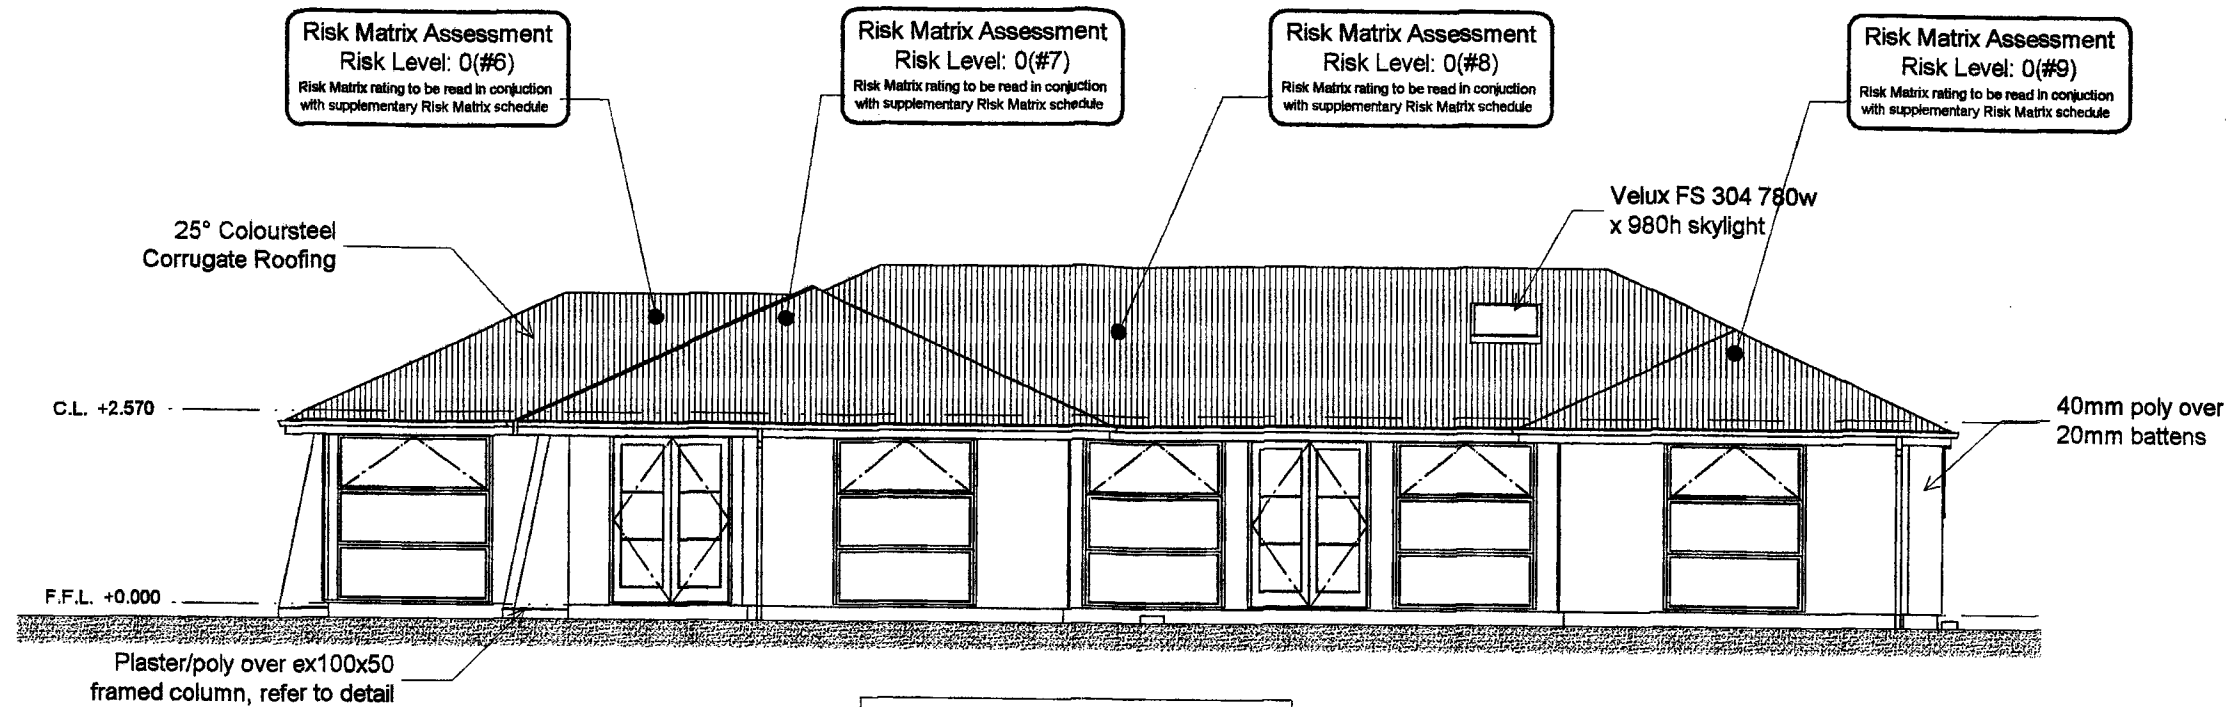 Risk Matrix Assessment
Risk Level: 0(#6)
Risk Matrix rating to be read in conjuction
with supplementary Risk Matrix schedule
Risk Matrix Assessment
Risk Level: 0(#7)
Risk Matrix rating to be read in conjuction
with supplementary Risk Matrix schedule
Risk Matrix Assessment
Risk Level: 0(#8)
Risk Matrix rating to be read in conjuction
with supplementary Risk Matrix schedule
Risk Matrix Assessment
Risk Level: 0(#9)
Risk Matrix rating to be read in conjuction
with supplementary Risk Matrix schedule
Velux FS 304 780w
x 980h skylight
25° Coloursteel
Corrugate Roofing
C.L. +2.570
40mm poly over
20mm battens
F.F.L. +0.000
Plaster/poly over ex100x50
framed column, refer to detail